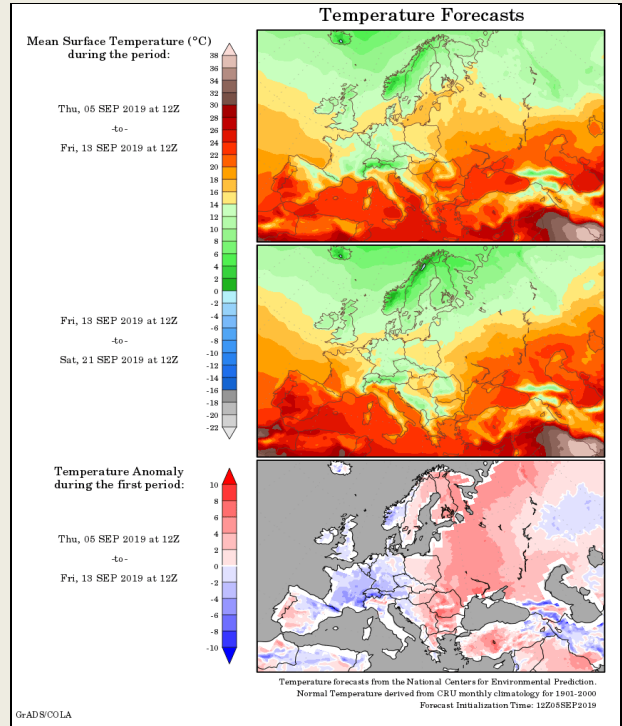 Temperature Forecasts
Mean Surface Temperature (°C)
during the period:
Thu, 05 SEP 2019 at 12Z
-to-
Fri, 13 SEP 2019 at 12Z
38
36
34
32
30
28
26
24
22
20
18
16
14
12
10
8
6
4
2
0
-2
-4
-6
-8
-10
-12
-14
-16
-18
-20
-22
Fri, 13 SEP 2019 at 12Z
-to-
Sat, 21 SEP 2019 at 12Z
Temperature Anomaly
during the first period:
Thu, 05 SEP 2019 at 12Z
-to-
Fri, 13 SEP 2019 at 12Z
10
8
6
4
2
0
-2
-4
-6
-8
-10
Temperature forecasts from the National Centers for Environmental Prediction.
Normal Temperature derived from CRU monthly climatology for 1901-2000
Forecast Initialization Time: 12Z05SEP2019
GrADS/COLA